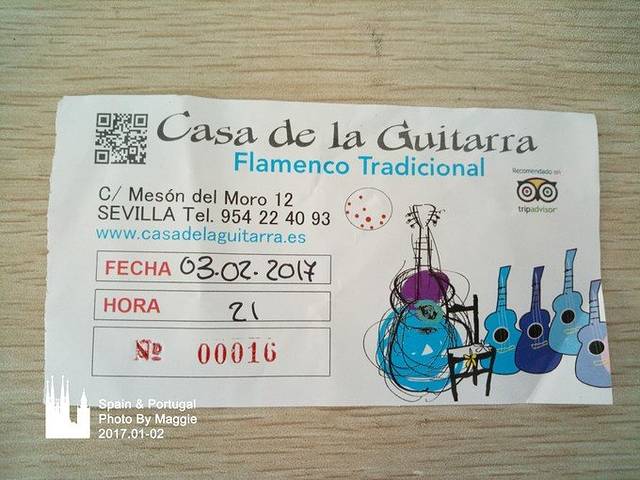 Casa de la Guitarra
Flamenco Tradicional
C/ Mesón del Moro 12
SEVILLA Tel. 954 22 40 93
www.casadelaguitarra.es
Recomendado en
tripadvisor
FECHA 03.02.2017
HORA 21
Nº 00016
Spain & Portugal
Photo By Maggie
2017.01-02